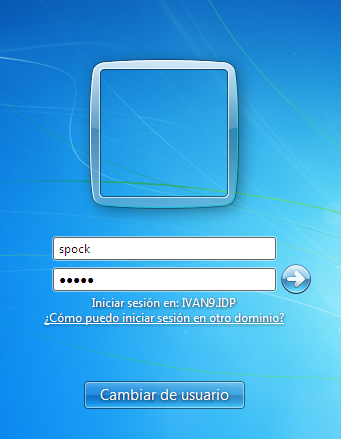 spock
●●●●●
Iniciar sesión en: IVAN9.IDP
¿Cómo puedo iniciar sesión en otro dominio?
Cambiar de usuario